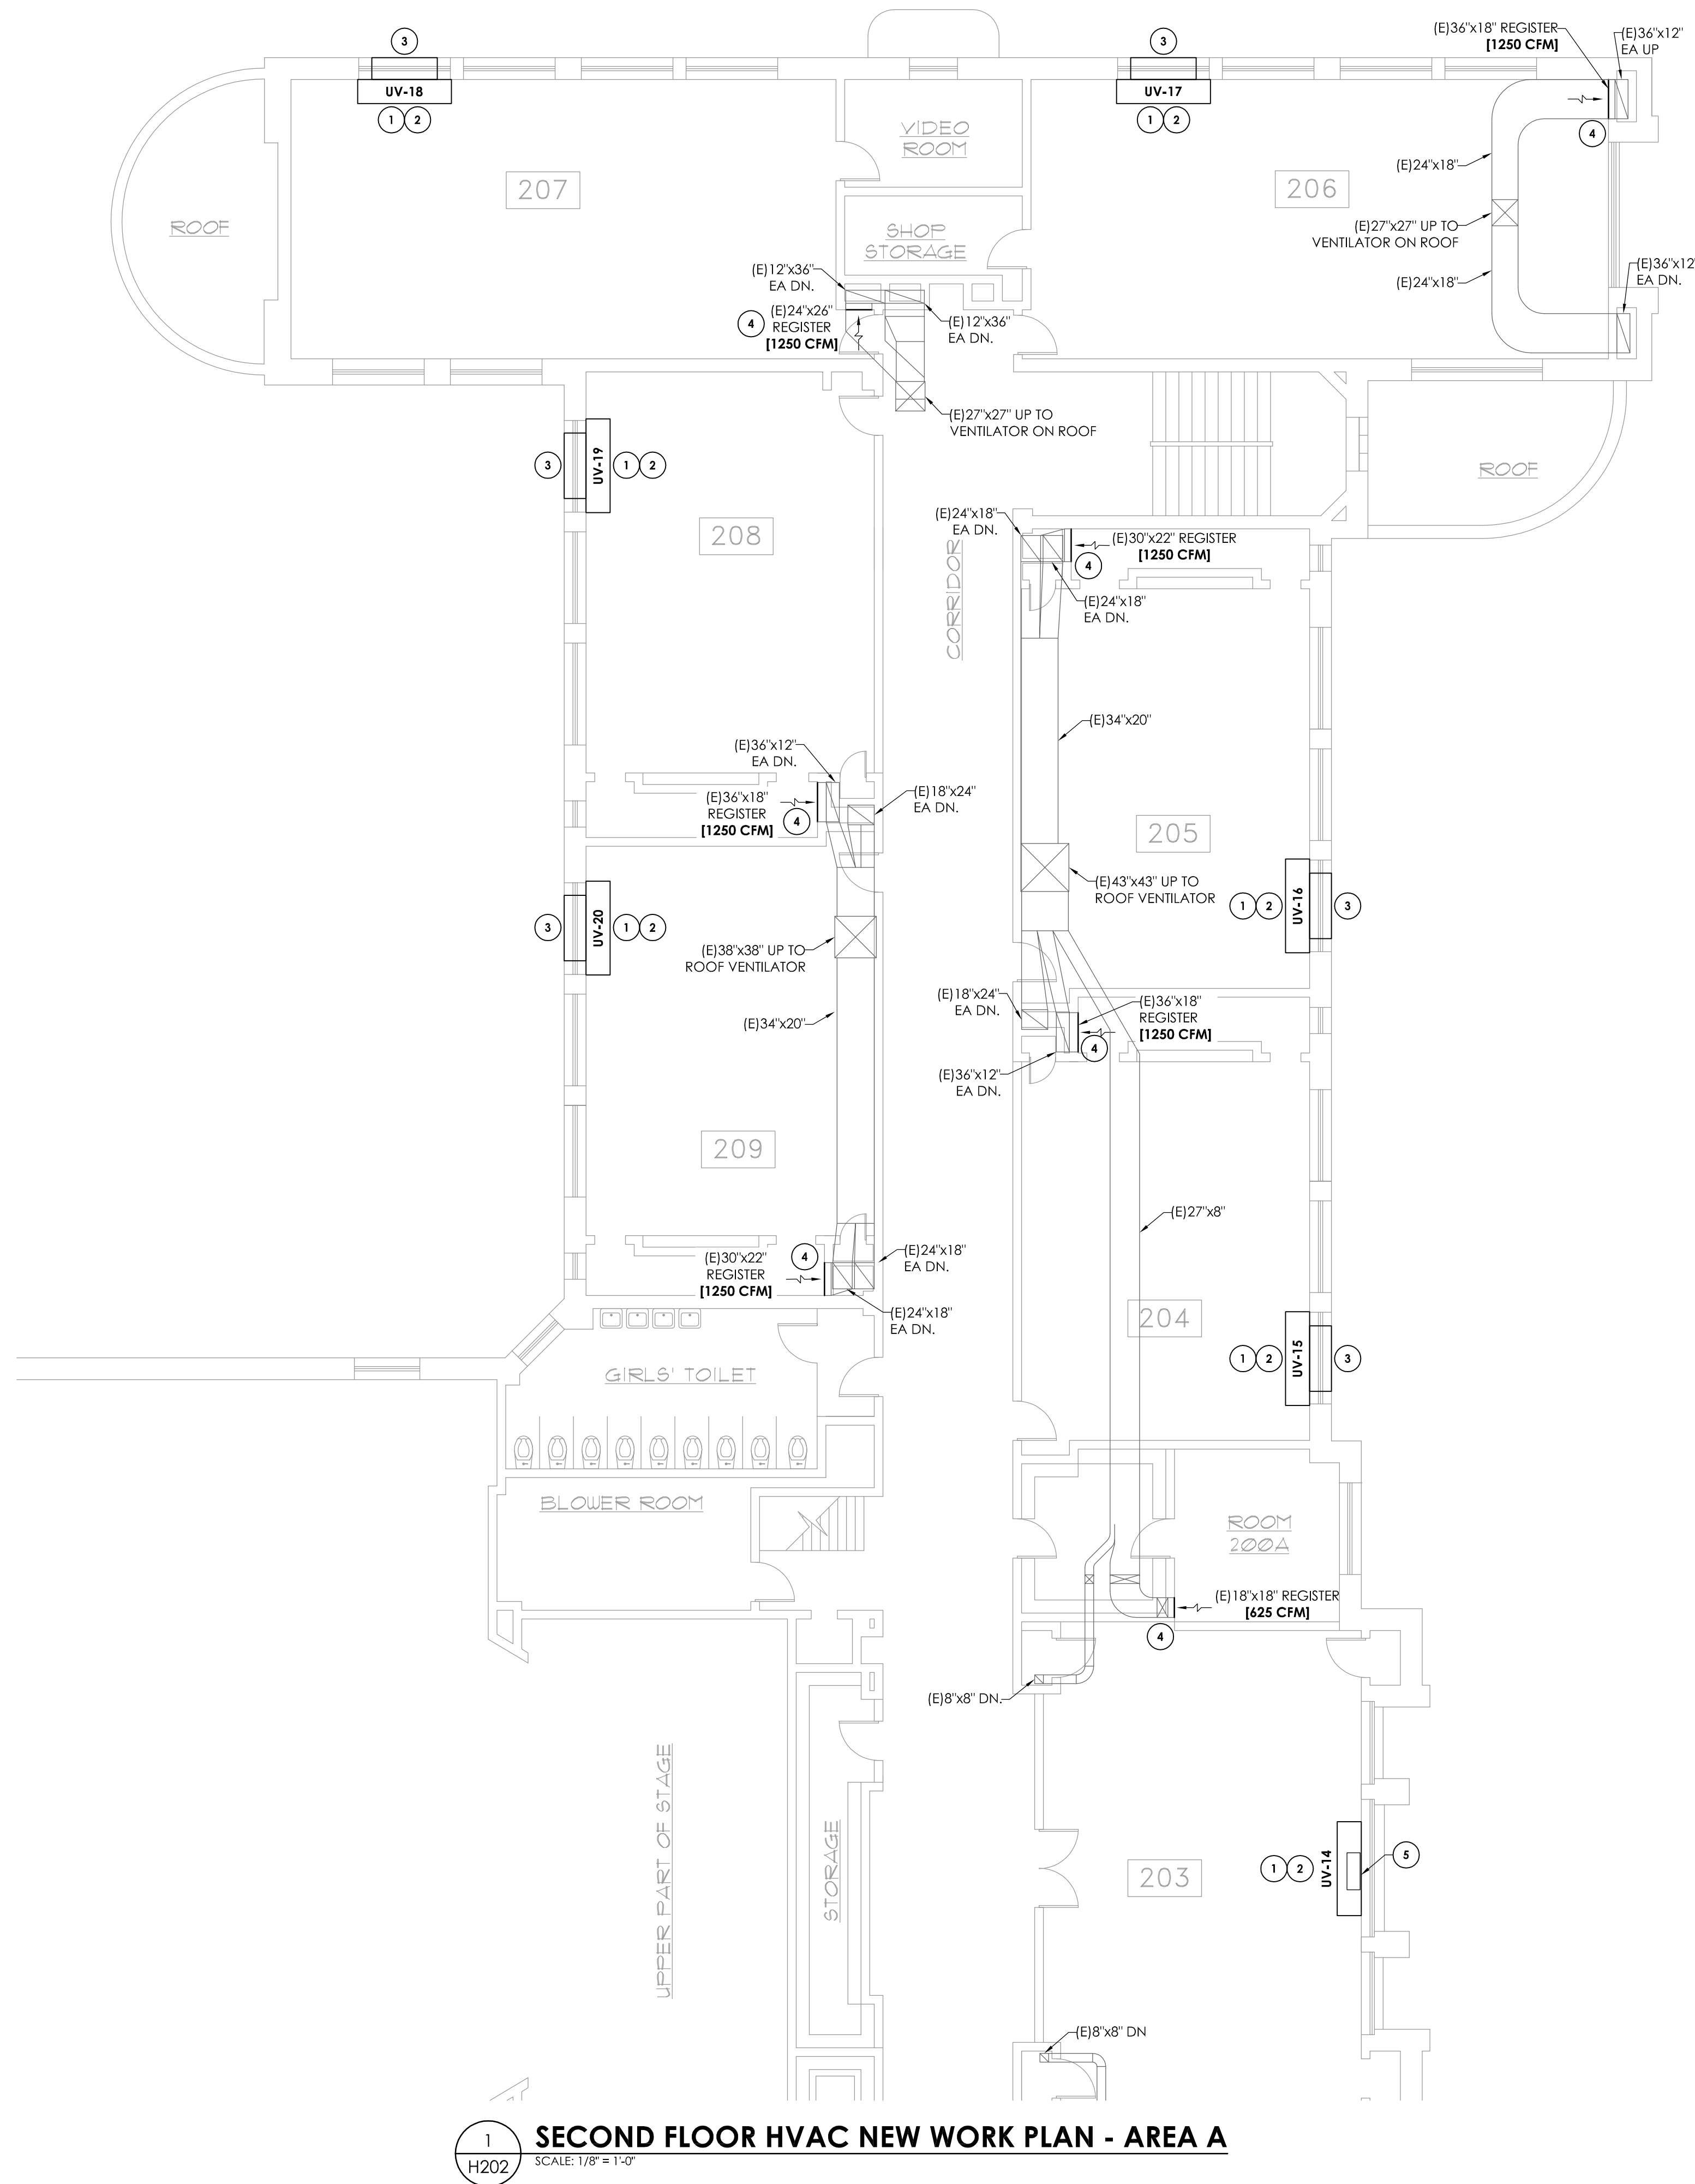 (E)36"x18" REGISTER
[1250 CFM]
(E)36"x12"
EA UP
3
3
UV-18
UV-17
1 2
1 2
4
VIDEO
ROOM
(E)24"x18"
207
206
ROOF
(E)27"x27" UP TO
VENTILATOR ON ROOF
SHOP
STORAGE
(E)12"x36"
EA DN.
(E)24"x18"
(E)36"x12"
EA DN.
4
(E)24"x26"
REGISTER
[1250 CFM]
(E)12"x36"
EA DN.
(E)27"x27" UP TO
VENTILATOR ON ROOF
3
UV-19
1 2
ROOF
208
(E)24"x18"
EA DN.
(E)30"x22" REGISTER
[1250 CFM]
4
CORRIDOR
(E)24"x18"
EA DN.
(E)34"x20"
(E)36"x12"
EA DN.
(E)36"x18"
REGISTER
[1250 CFM]
4
(E)18"x24"
EA DN.
205
(E)43"x43" UP TO
ROOF VENTILATOR
1 2
UV-16
3
3
UV-20
1 2
(E)38"x38" UP TO
ROOF VENTILATOR
(E)18"x24"
EA DN.
(E)36"x18"
REGISTER
[1250 CFM]
(E)34"x20"
4
(E)36"x12"
EA DN.
209
(E)27"x8"
(E)30"x22"
REGISTER
[1250 CFM]
4
(E)24"x18"
EA DN.
(E)24"x18"
EA DN.
204
1 2
UV-15
3
GIRLS' TOILET
BLOWER ROOM
ROOM
200A
(E)18"x18" REGISTER
[625 CFM]
4
(E)8"x8" DN.
UPPER PART OF STAGE
STORAGE
203
1 2
UV-14
5
(E)8"x8" DN
1
H202
SECOND FLOOR HVAC NEW WORK PLAN - AREA A
SCALE: 1/8" = 1'-0"